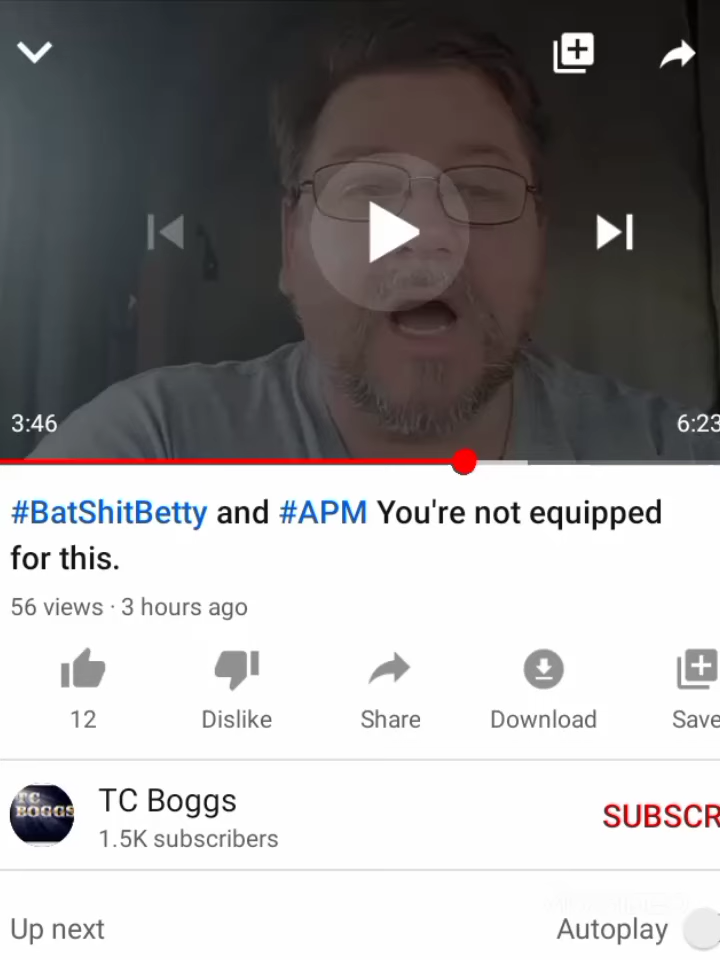 3:46
6:23
#BatShitBetty and #APM You're not equipped
for this.
56 views · 3 hours ago
12
Dislike
Share
Download
Save
TC
BOGGS
TC Boggs
SUBSCR
1.5K subscribers
Up next
Autoplay